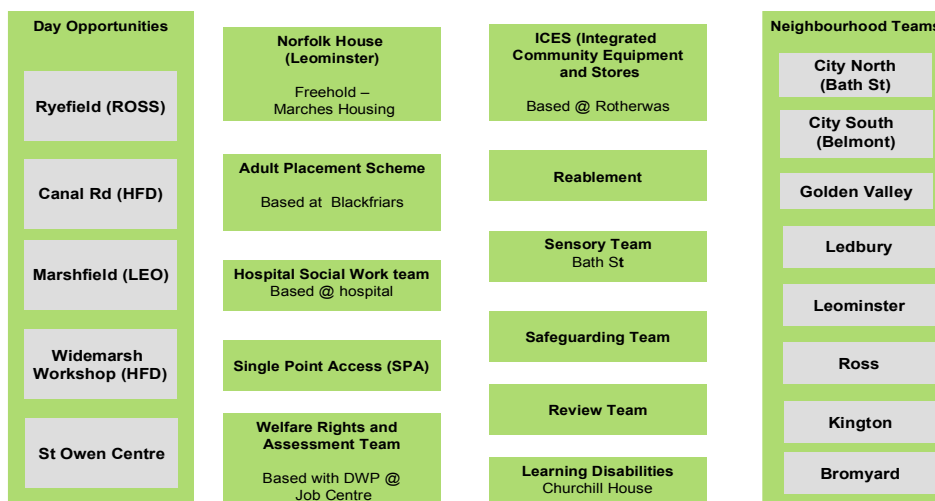 Day Opportunities
Ryefield (ROSS)
Canal Rd (HFD)
Marshfield (LEO)
Widemarsh
Workshop (HFD)
St Owen Centre
Norfolk House
(Leominster)
Freehold –
Marches Housing
Adult Placement Scheme
Based at Blackfriars
Hospital Social Work team
Based @ hospital
Single Point Access (SPA)
Welfare Rights and
Assessment Team
Based with DWP @
Job Centre
ICES (Integrated
Community Equipment
and Stores
Based @ Rotherwas
Reablement
Sensory Team
Bath St
Safeguarding Team
Review Team
Learning Disabilities
Churchill House
Neighbourhood Teams
City North
(Bath St)
City South
(Belmont)
Golden Valley
Ledbury
Leominster
Ross
Kington
Bromyard